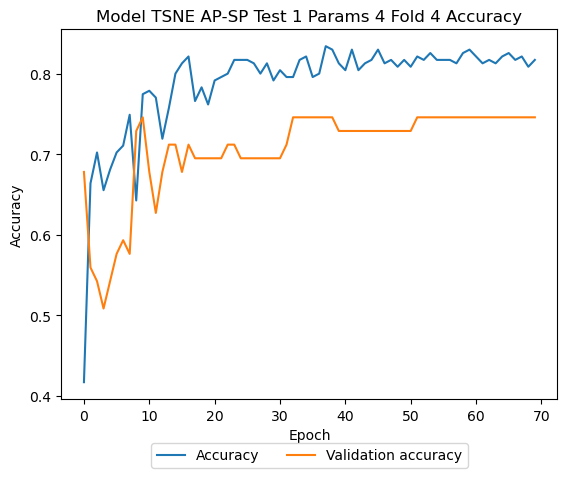 Model TSNE AP-SP Test 1 Params 4 Fold 4 Accuracy
0.8
0.7
0.6
0.5
0.4
Accuracy
0 10 20 30 40 50 60 70
Epoch
Accuracy Validation accuracy